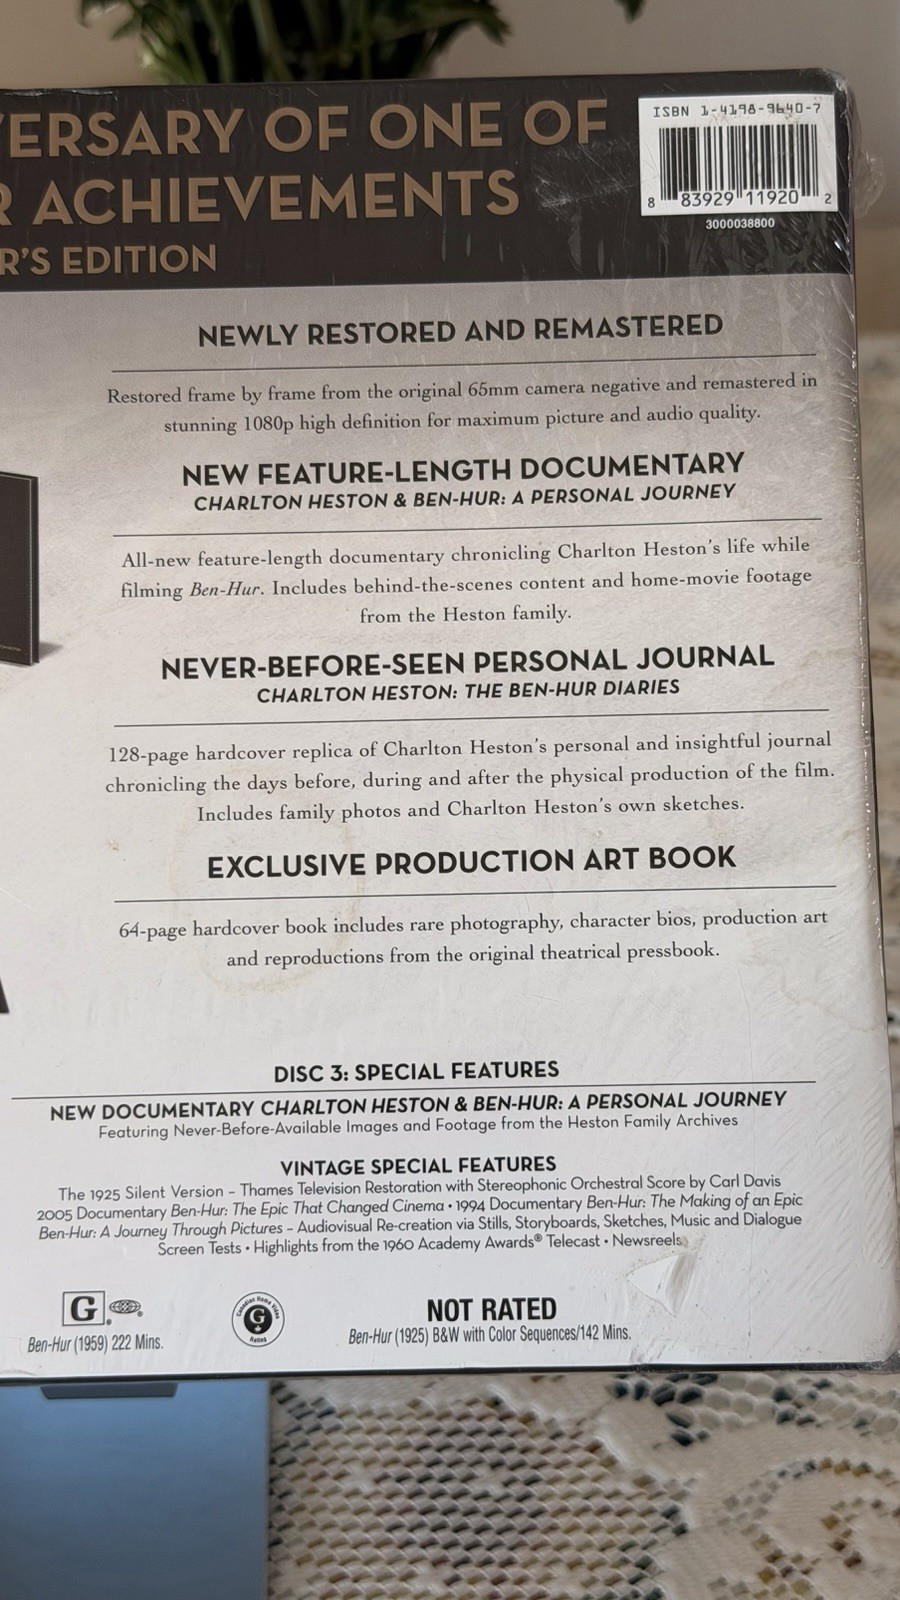 ERSARY OF ONE OF
R ACHIEVEMENTS
R'S EDITION
ISBN 1-4198-9640-7
8 83929 11920 2
3000038800
NEWLY RESTORED AND REMASTERED
Restored frame by frame from the original 65mm camera negative and remastered in
stunning 1080p high definition for maximum picture and audio quality.
NEW FEATURE-LENGTH DOCUMENTARY
CHARLTON HESTON & BEN-HUR: A PERSONAL JOURNEY
All-new feature-length documentary chronicling Charlton Heston's life while
filming Ben-Hur. Includes behind-the-scenes content and home-movie footage
from the Heston family.
NEVER-BEFORE-SEEN PERSONAL JOURNAL
CHARLTON HESTON: THE BEN-HUR DIARIES
128-page hardcover replica of Charlton Heston's personal and insightful journal
chronicling the days before, during and after the physical production of the film.
Includes family photos and Charlton Heston's own sketches.
EXCLUSIVE PRODUCTION ART BOOK
64-page hardcover book includes rare photography, character bios, production art
and reproductions from the original theatrical pressbook.
DISC 3: SPECIAL FEATURES
NEW DOCUMENTARY CHARLTON HESTON & BEN-HUR: A PERSONAL JOURNEY
Featuring Never-Before-Available Images and Footage from the Heston Family Archives
VINTAGE SPECIAL FEATURES
The 1925 Silent Version – Thames Television Restoration with Stereophonic Orchestral Score by Carl Davis
2005 Documentary Ben-Hur: The Epic That Changed Cinema • 1994 Documentary Ben-Hur: The Making of an Epic
Ben-Hur: A Journey Through Pictures – Audiovisual Re-creation via Stills, Storyboards, Sketches, Music and Dialogue
Screen Tests • Highlights from the 1960 Academy Awards® Telecast • Newsreels
G ®
Canadian Home Video G Rated
NOT RATED
Ben-Hur (1959) 222 Mins.
Ben-Hur (1925) B&W with Color Sequences/142 Mins.